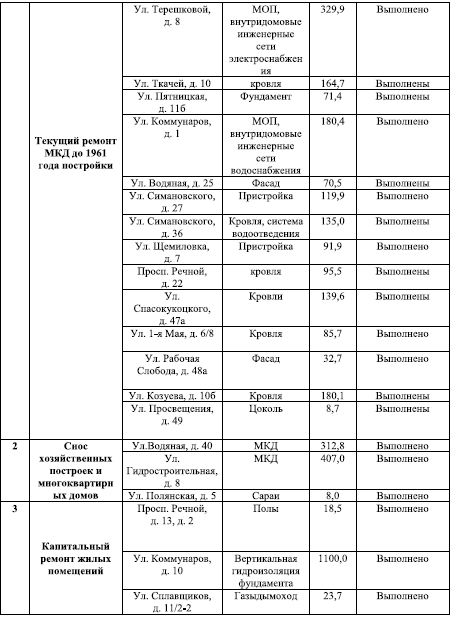 Текущий ремонт
МКД до 1961
года постройки
Ул. Терешковой,
д. 8
МОП,
внутридомовые
инженерные
сети
электроснабжен
ия
329,9
Выполнено
Ул. Ткачей, д. 10
кровля
164,7
Выполнены
Ул. Пятницкая,
д. 11б
Фундамент
71,4
Выполнены
Ул. Коммунаров,
д. 1
МОП,
внутридомовые
инженерные
сети
водоснабжения
180,4
Выполнено
Ул. Водяная, д. 25
Фасад
70,5
Выполнены
Ул. Симановского,
д. 27
Пристройка
119,9
Выполнено
Ул. Симановского,
д. 36
Кровля, система
водоотведения
135,0
Выполнены
Ул. Щемиловка,
д. 7
Пристройка
91,9
Выполнено
Просп. Речной,
д. 22
кровля
95,5
Выполнено
Ул.
Спасокукоцкого,
д. 47а
Кровли
139,6
Выполнены
Ул. 1-я Мая, д. 6/8
Кровля
85,7
Выполнено
Ул. Рабочая
Слобода, д. 48а
Фасад
32,7
Выполнено
Ул. Козуева, д. 10б
Кровля
180,1
Выполнены
Ул. Просвещения,
д. 49
Цоколь
8,7
Выполнено
2
Снос
хозяйственных
построек и
многоквартирн
ых домов
Ул.Водяная, д. 40
МКД
312,8
Выполнено
Ул.
Гидростроительная,
д. 8
МКД
407,0
Выполнено
Ул. Полянская, д. 5
Сараи
8,0
Выполнено
3
Капитальный
ремонт жилых
помещений
Просп. Речной,
д. 13, д. 2
Полы
18,5
Выполнено
Ул. Коммунаров,
д. 10
Вертикальная
гидроизоляция
фундамента
1100,0
Выполнено
Ул. Сплавщиков,
д. 11/2-2
Газыдымоход
23,7
Выполнено